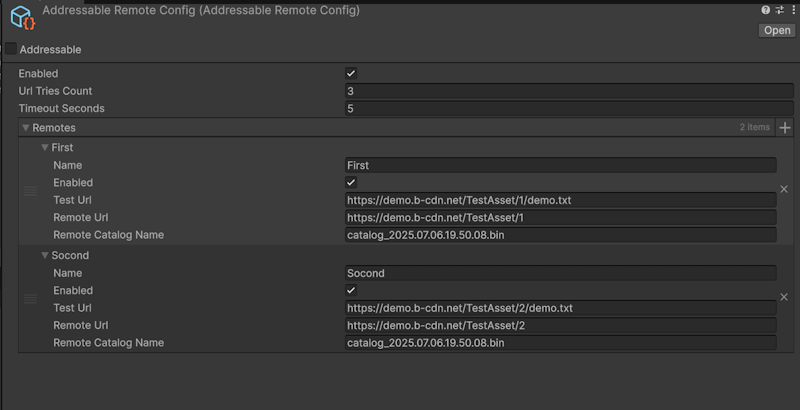 Addressable Remote Config (Addressable Remote Config)
Open
Addressable
Enabled
Url Tries Count 3
Timeout Seconds 5
Remotes 2 items
First
Name First
Enabled
Test Url https://demo.b-cdn.net/TestAsset/1/demo.txt
Remote Url https://demo.b-cdn.net/TestAsset/1
Remote Catalog Name catalog_2025.07.06.19.50.08.bin
Socond
Name Socond
Enabled
Test Url https://demo.b-cdn.net/TestAsset/2/demo.txt
Remote Url https://demo.b-cdn.net/TestAsset/2
Remote Catalog Name catalog_2025.07.06.19.50.08.bin